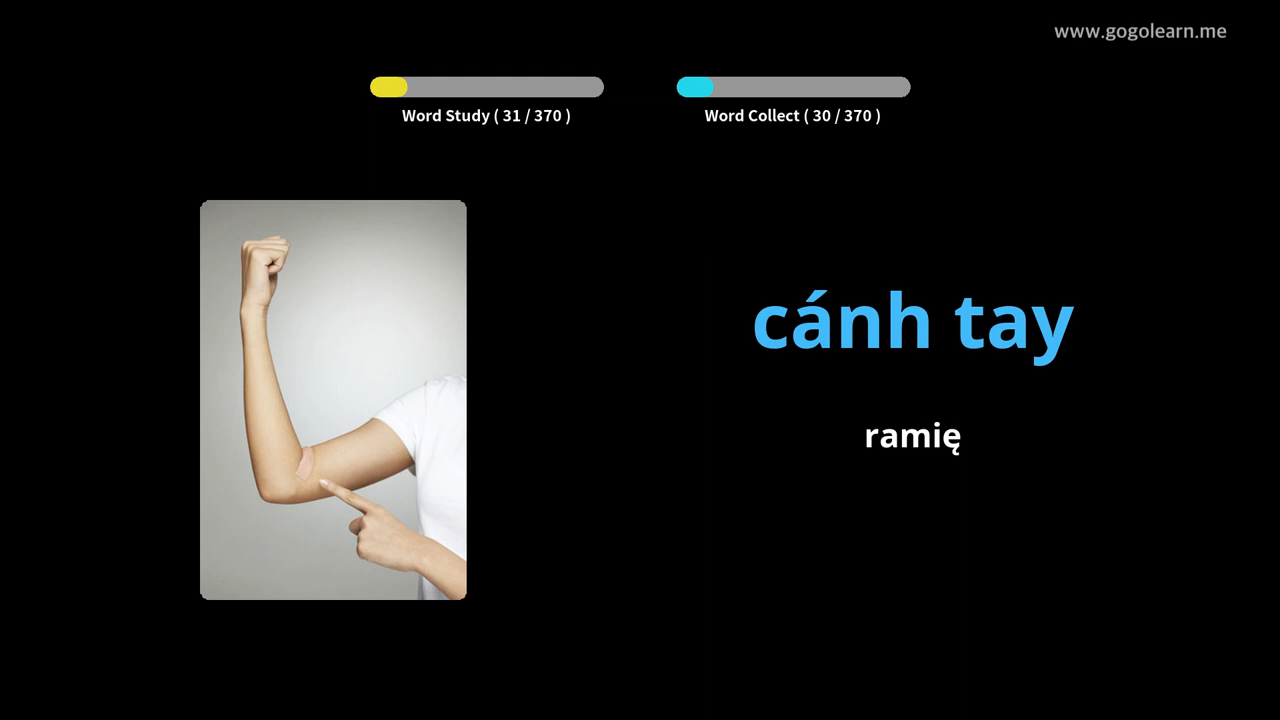 www.gogolearn.me
Word Study ( 31 / 370 )
Word Collect ( 30 / 370 )
cánh tay
ramię